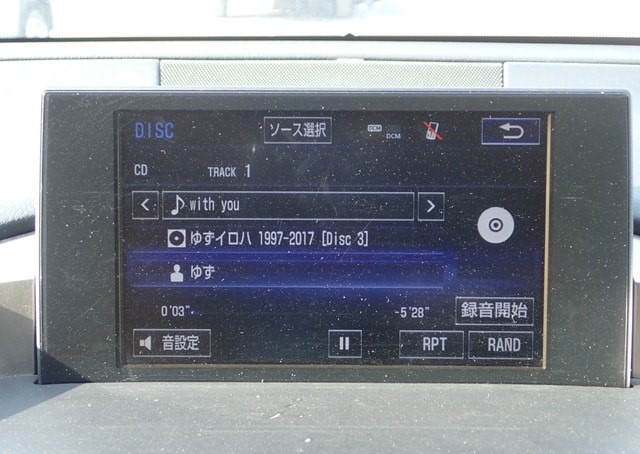 DISC ソース選択 DCM DCM
CD TRACK 1
with you
ゆずイロハ 1997-2017 [Disc 3]
ゆず
0'03" -5'28" 録音開始
音設定 RPT RAND